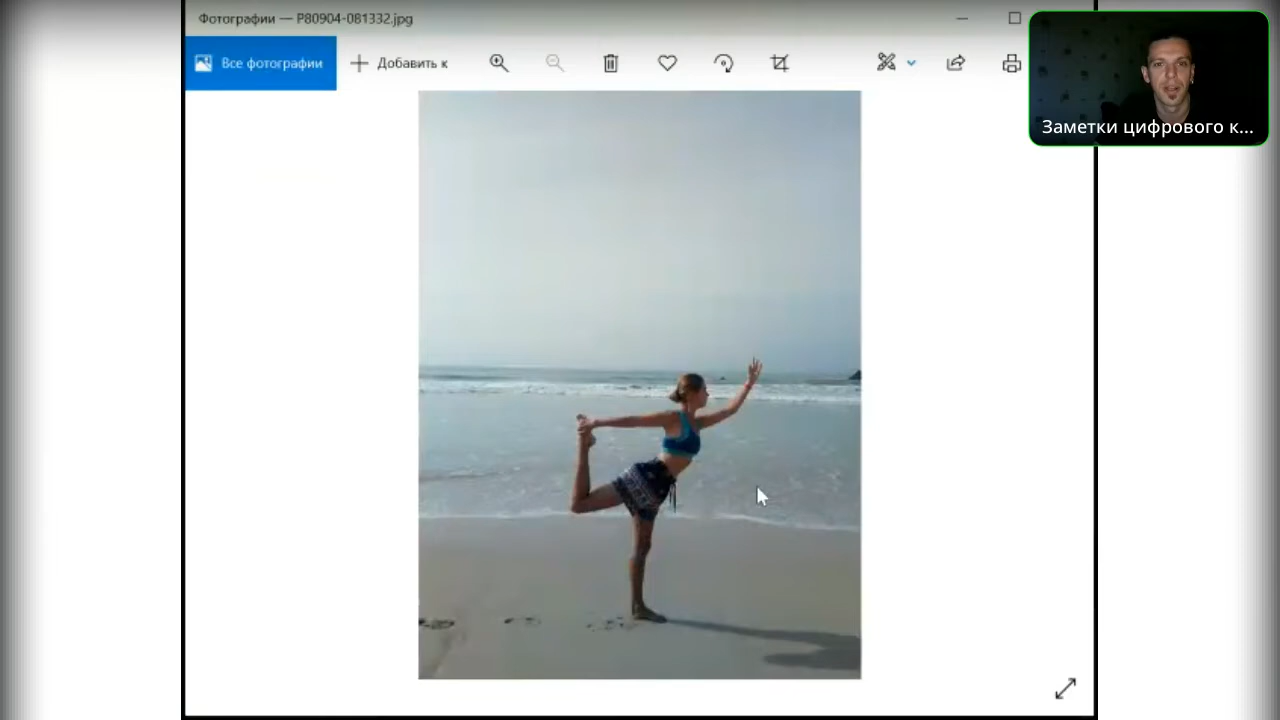 Фотографии — P80904-081332.jpg
Все фотографии
Добавить к
Заметки цифрового к...